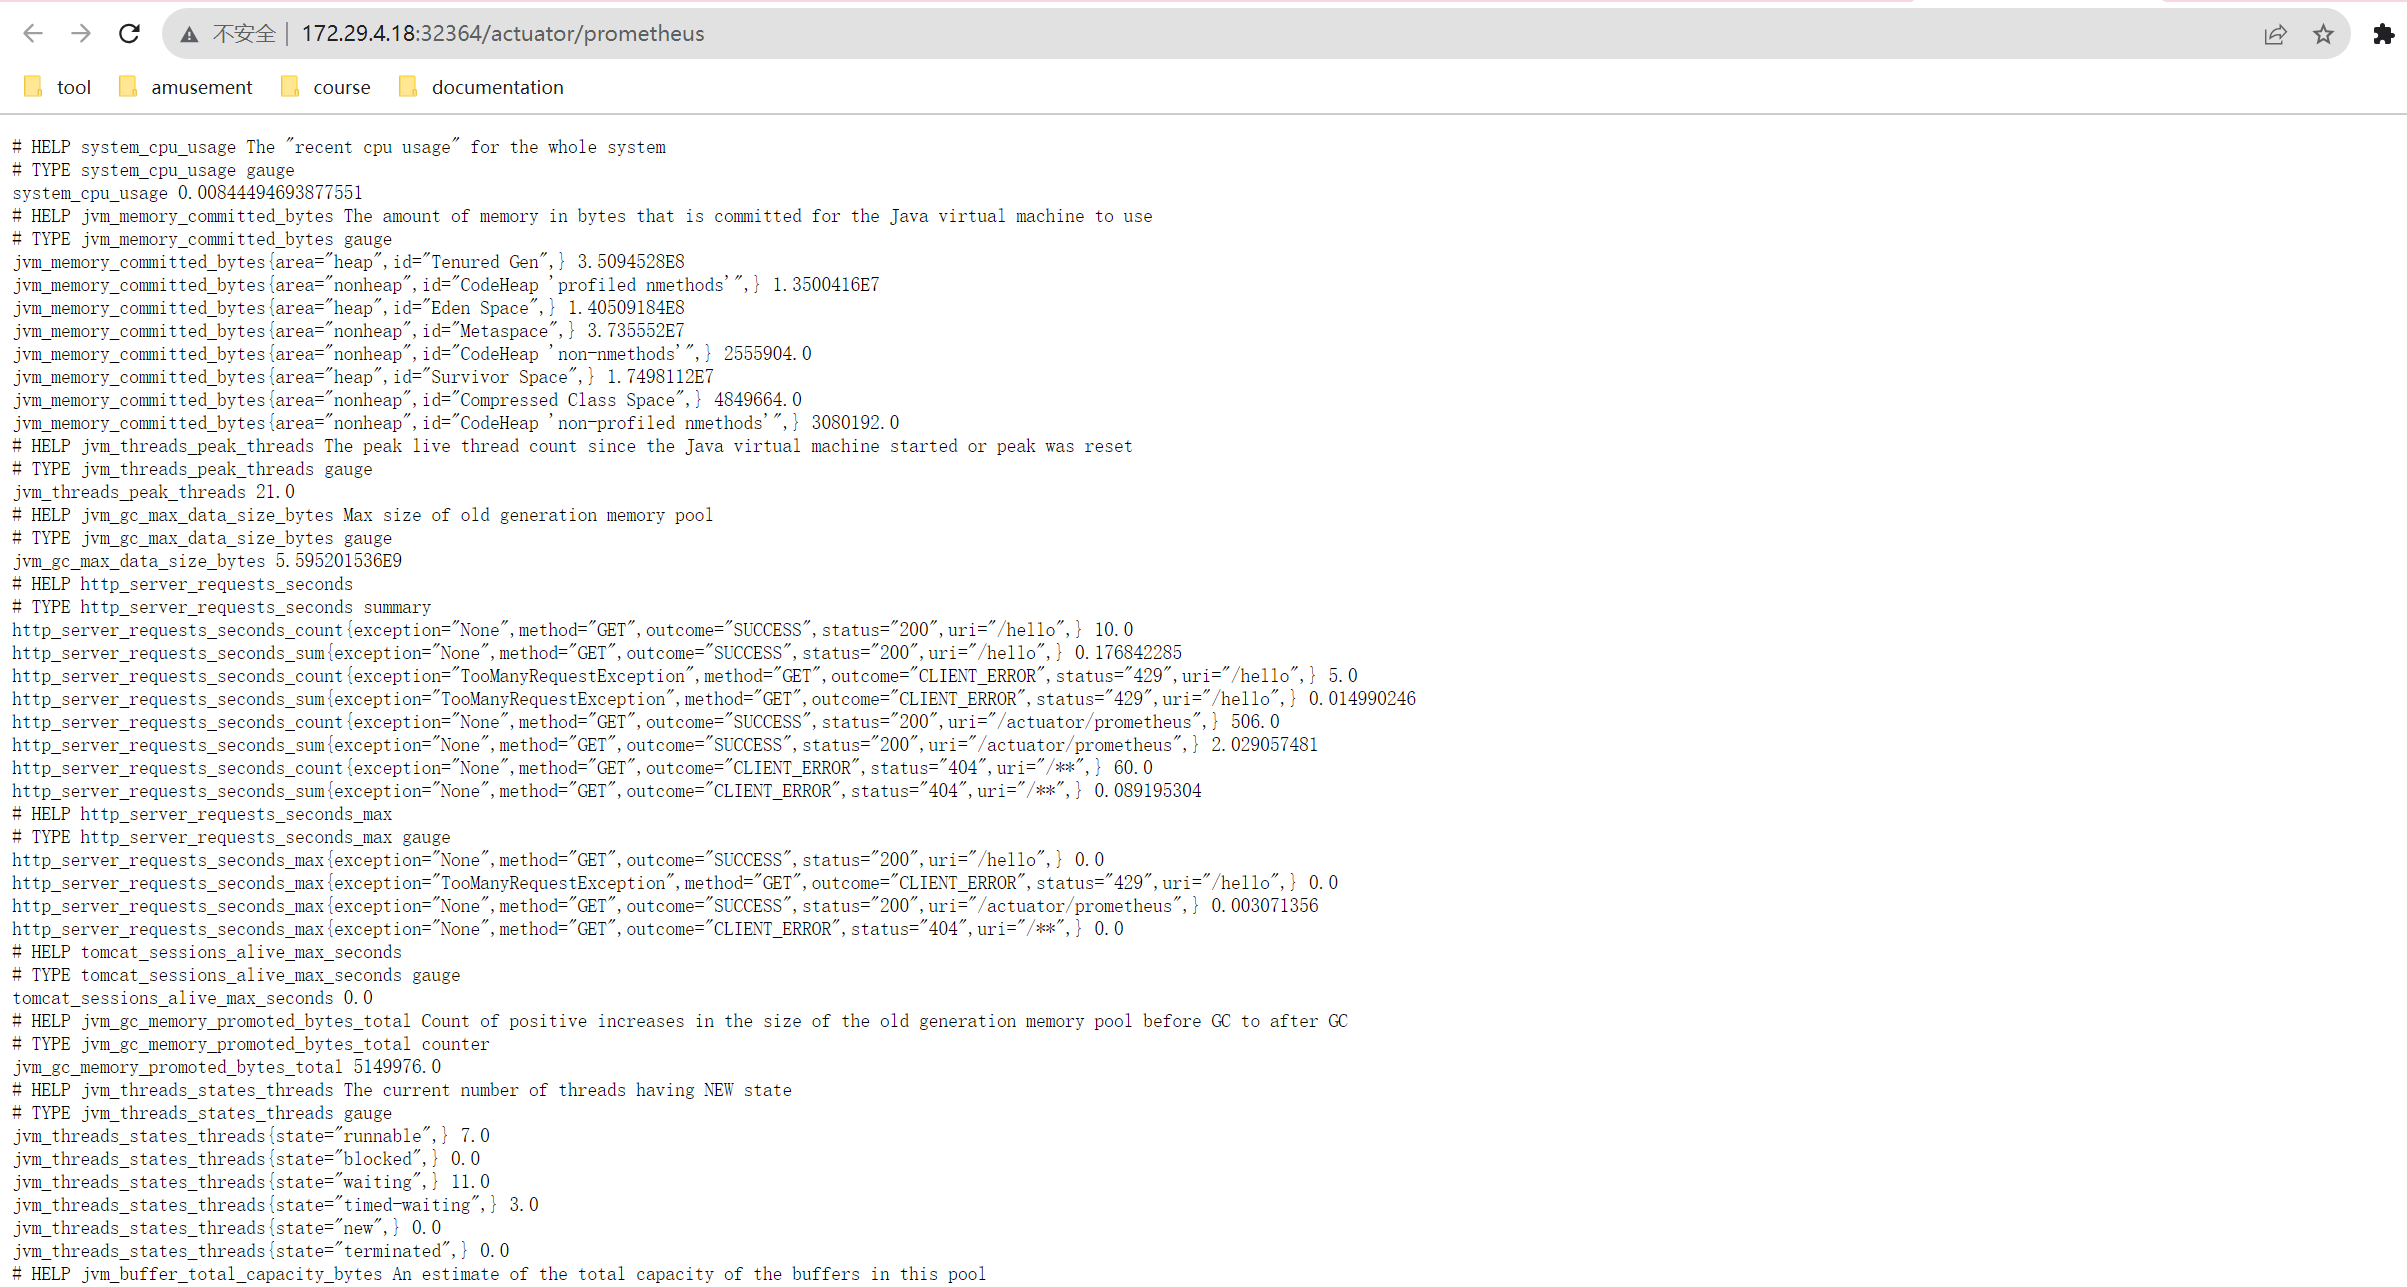 不安全 | 172.29.4.18:32364/actuator/prometheus
tool amusement course documentation
# HELP system_cpu_usage The "recent cpu usage" for the whole system
# TYPE system_cpu_usage gauge
system_cpu_usage 0.00844494693877551
# HELP jvm_memory_committed_bytes The amount of memory in bytes that is committed for the Java virtual machine to use
# TYPE jvm_memory_committed_bytes gauge
jvm_memory_committed_bytes{area="heap",id="Tenured Gen",} 3.5094528E8
jvm_memory_committed_bytes{area="nonheap",id="CodeHeap 'profiled nmethods'",} 1.3500416E7
jvm_memory_committed_bytes{area="heap",id="Eden Space",} 1.40509184E8
jvm_memory_committed_bytes{area="nonheap",id="Metaspace",} 3.735552E7
jvm_memory_committed_bytes{area="nonheap",id="CodeHeap 'non-nmethods'",} 2555904.0
jvm_memory_committed_bytes{area="heap",id="Survivor Space",} 1.7498112E7
jvm_memory_committed_bytes{area="nonheap",id="Compressed Class Space",} 4849664.0
jvm_memory_committed_bytes{area="nonheap",id="CodeHeap 'non-profiled nmethods'",} 3080192.0
# HELP jvm_threads_peak_threads The peak live thread count since the Java virtual machine started or peak was reset
# TYPE jvm_threads_peak_threads gauge
jvm_threads_peak_threads 21.0
# HELP jvm_gc_max_data_size_bytes Max size of old generation memory pool
# TYPE jvm_gc_max_data_size_bytes gauge
jvm_gc_max_data_size_bytes 5.595201536E9
# HELP http_server_requests_seconds
# TYPE http_server_requests_seconds summary
http_server_requests_seconds_count{exception="None",method="GET",outcome="SUCCESS",status="200",uri="/hello",} 10.0
http_server_requests_seconds_sum{exception="None",method="GET",outcome="SUCCESS",status="200",uri="/hello",} 0.176842285
http_server_requests_seconds_count{exception="TooManyRequestException",method="GET",outcome="CLIENT_ERROR",status="429",uri="/hello",} 5.0
http_server_requests_seconds_sum{exception="TooManyRequestException",method="GET",outcome="CLIENT_ERROR",status="429",uri="/hello",} 0.014990246
http_server_requests_seconds_count{exception="None",method="GET",outcome="SUCCESS",status="200",uri="/actuator/prometheus",} 506.0
http_server_requests_seconds_sum{exception="None",method="GET",outcome="SUCCESS",status="200",uri="/actuator/prometheus",} 2.029057481
http_server_requests_seconds_count{exception="None",method="GET",outcome="CLIENT_ERROR",status="404",uri="/**",} 60.0
http_server_requests_seconds_sum{exception="None",method="GET",outcome="CLIENT_ERROR",status="404",uri="/**",} 0.089195304
# HELP http_server_requests_seconds_max
# TYPE http_server_requests_seconds_max gauge
http_server_requests_seconds_max{exception="None",method="GET",outcome="SUCCESS",status="200",uri="/hello",} 0.0
http_server_requests_seconds_max{exception="TooManyRequestException",method="GET",outcome="CLIENT_ERROR",status="429",uri="/hello",} 0.0
http_server_requests_seconds_max{exception="None",method="GET",outcome="SUCCESS",status="200",uri="/actuator/prometheus",} 0.003071356
http_server_requests_seconds_max{exception="None",method="GET",outcome="CLIENT_ERROR",status="404",uri="/**",} 0.0
# HELP tomcat_sessions_alive_max_seconds
# TYPE tomcat_sessions_alive_max_seconds gauge
tomcat_sessions_alive_max_seconds 0.0
# HELP jvm_gc_memory_promoted_bytes_total Count of positive increases in the size of the old generation memory pool before GC to after GC
# TYPE jvm_gc_memory_promoted_bytes_total counter
jvm_gc_memory_promoted_bytes_total 5149976.0
# HELP jvm_threads_states_threads The current number of threads having NEW state
# TYPE jvm_threads_states_threads gauge
jvm_threads_states_threads{state="runnable",} 7.0
jvm_threads_states_threads{state="blocked",} 0.0
jvm_threads_states_threads{state="waiting",} 11.0
jvm_threads_states_threads{state="timed-waiting",} 3.0
jvm_threads_states_threads{state="new",} 0.0
jvm_threads_states_threads{state="terminated",} 0.0
# HELP jvm_buffer_total_capacity_bytes An estimate of the total capacity of the buffers in this pool